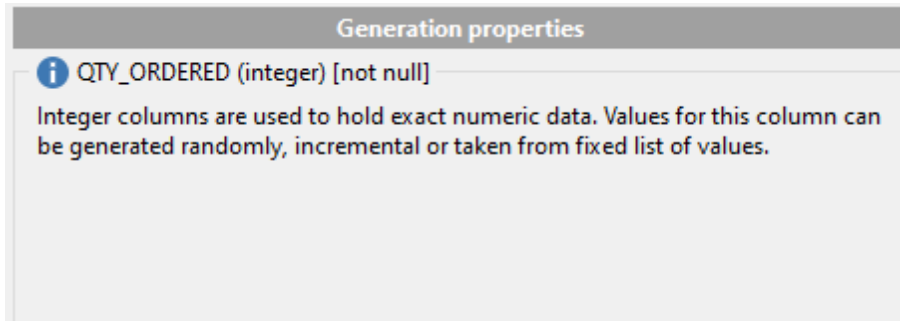 Generation properties
QTY_ORDERED (integer) [not null]
Integer columns are used to hold exact numeric data. Values for this column can
be generated randomly, incremental or taken from fixed list of values.